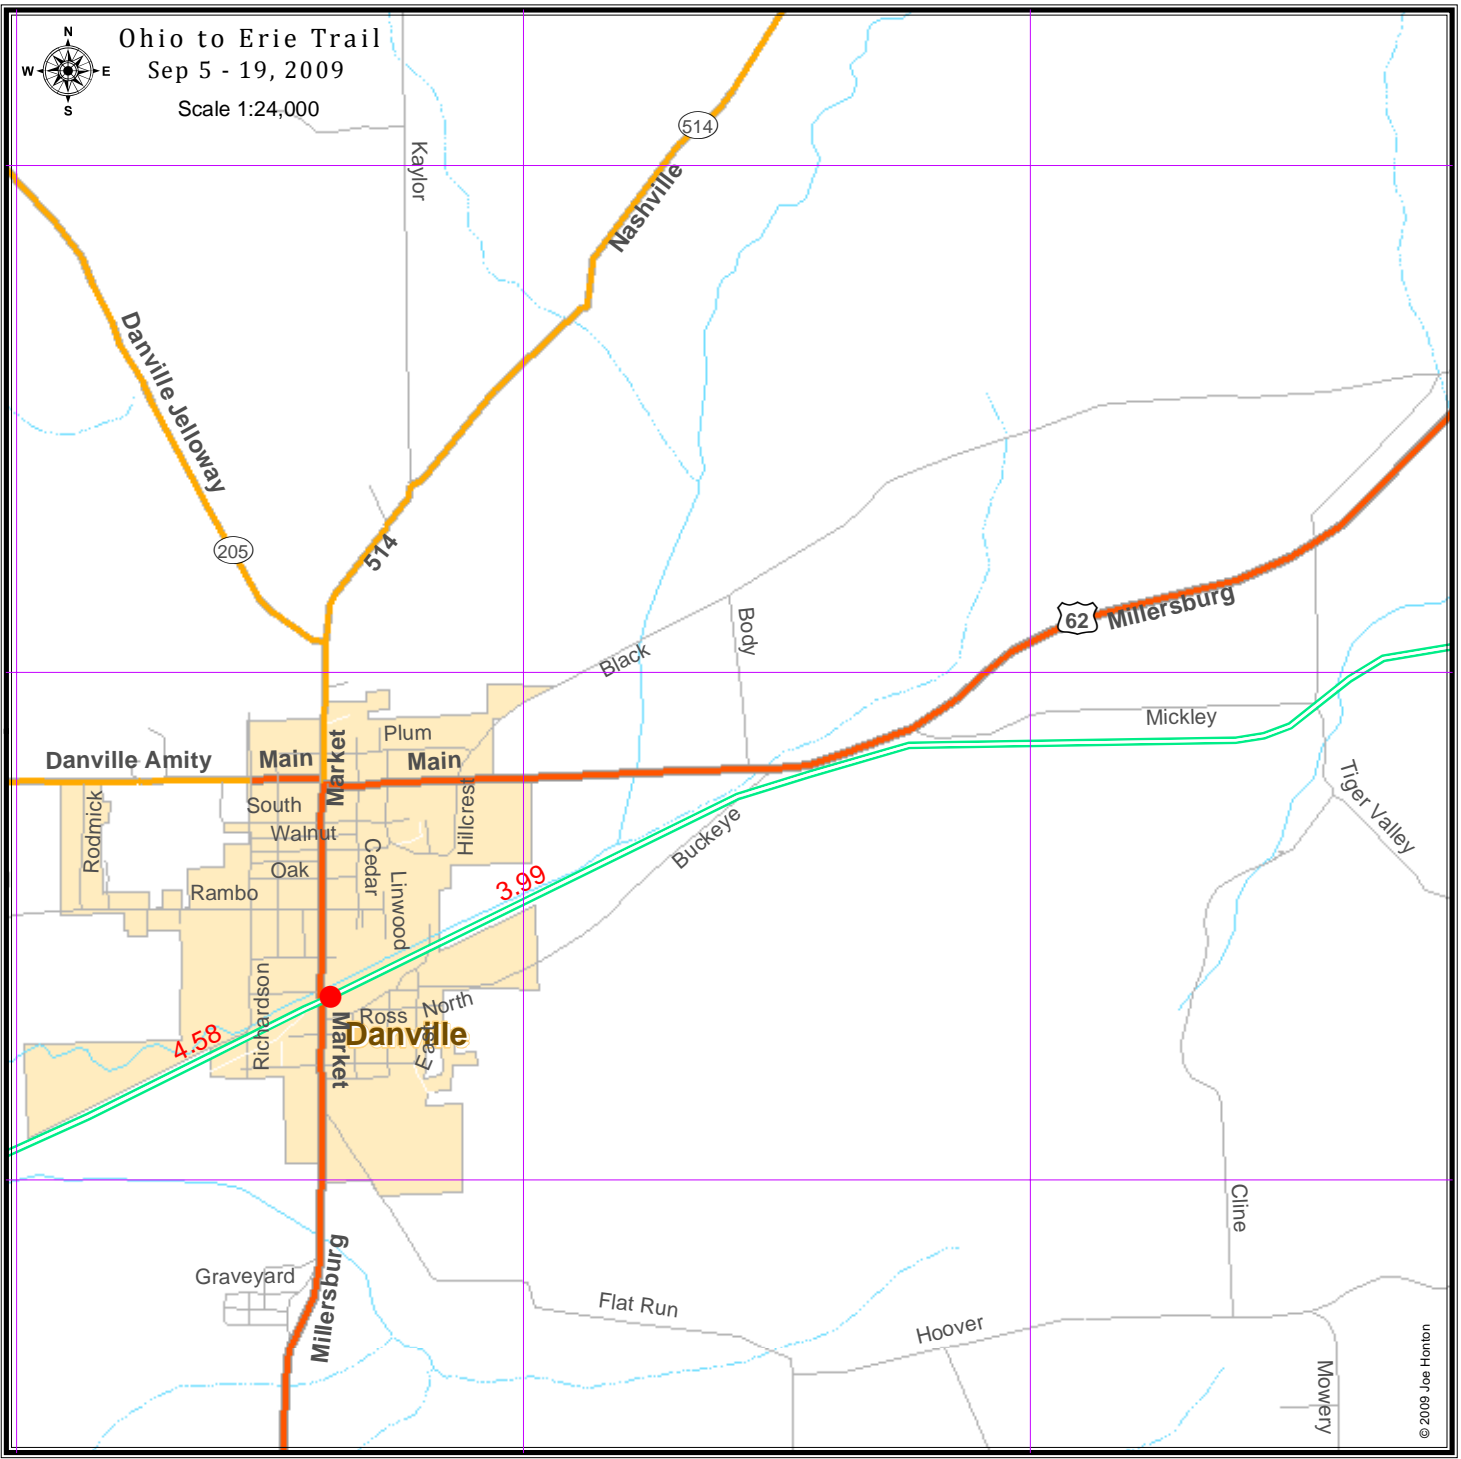 Ohio to Erie Trail
Sep 5 - 19, 2009
Scale 1:24,000
N
W
E
S
514
Kaylor
Nashville
Danville Jelloway
205
514
Body
Black
62
Millersburg
Mickley
Plum
Market
Danville Amity
Main
Main
Tiger Valley
Rodmick
South
Hillcrest
Walnut
Buckeye
Cedar
Oak
Linwood
3.99
Rambo
Richardson
North
Ross
Market
Danville
East
4.58
Cline
Graveyard
Millersburg
Flat Run
Hoover
Mowery
© 2009 Joe Honton